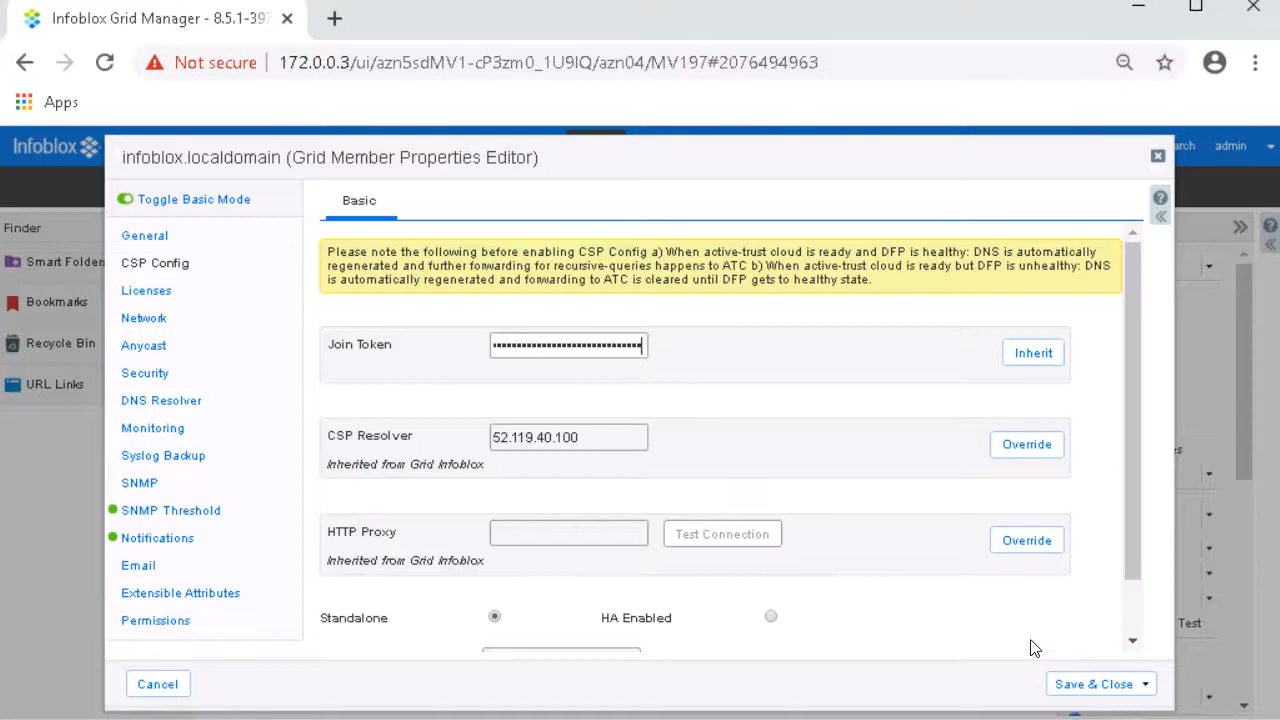 Infoblox Grid Manager - 8.5.1-397
Not secure
172.0.0.3/ui/azn5sdMV1-cP3zm0_1U9IQ/azn04/MV197#2076494963
Apps
Infoblox
arch
admin
infoblox.localdomain (Grid Member Properties Editor)
Toggle Basic Mode
Basic
Finder
Smart Folders
Bookmarks
Recycle Bin
URL Links
General
CSP Config
Licenses
Network
Anycast
Security
DNS Resolver
Monitoring
Syslog Backup
SNMP
SNMP Threshold
Notifications
Email
Extensible Attributes
Permissions
Please note the following before enabling CSP Config a) When active-trust cloud is ready and DFP is healthy: DNS is automatically
regenerated and further forwarding for recursive-queries happens to ATC b) When active-trust cloud is ready but DFP is unhealthy: DNS
is automatically regenerated and forwarding to ATC is cleared until DFP gets to healthy state.
Join Token
Inherit
CSP Resolver
52.119.40.100
Override
Inherited from Grid Infoblox
HTTP Proxy
Test Connection
Override
Inherited from Grid Infoblox
Standalone
HA Enabled
s
Test
Cancel
Save & Close